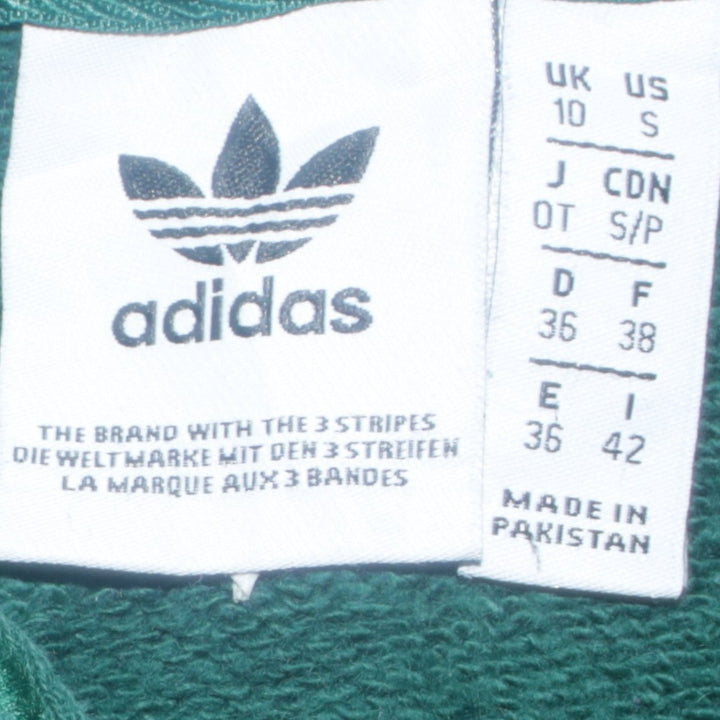 adidas
THE BRAND WITH THE 3 STRIPES
DIE WELTMARKE MIT DEN 3 STREIFEN
LA MARQUE AUX 3 BANDES
UK US
10 S
J CDN
OT S/P
D F
36 38
E I
36 42
MADE IN
PAKISTAN